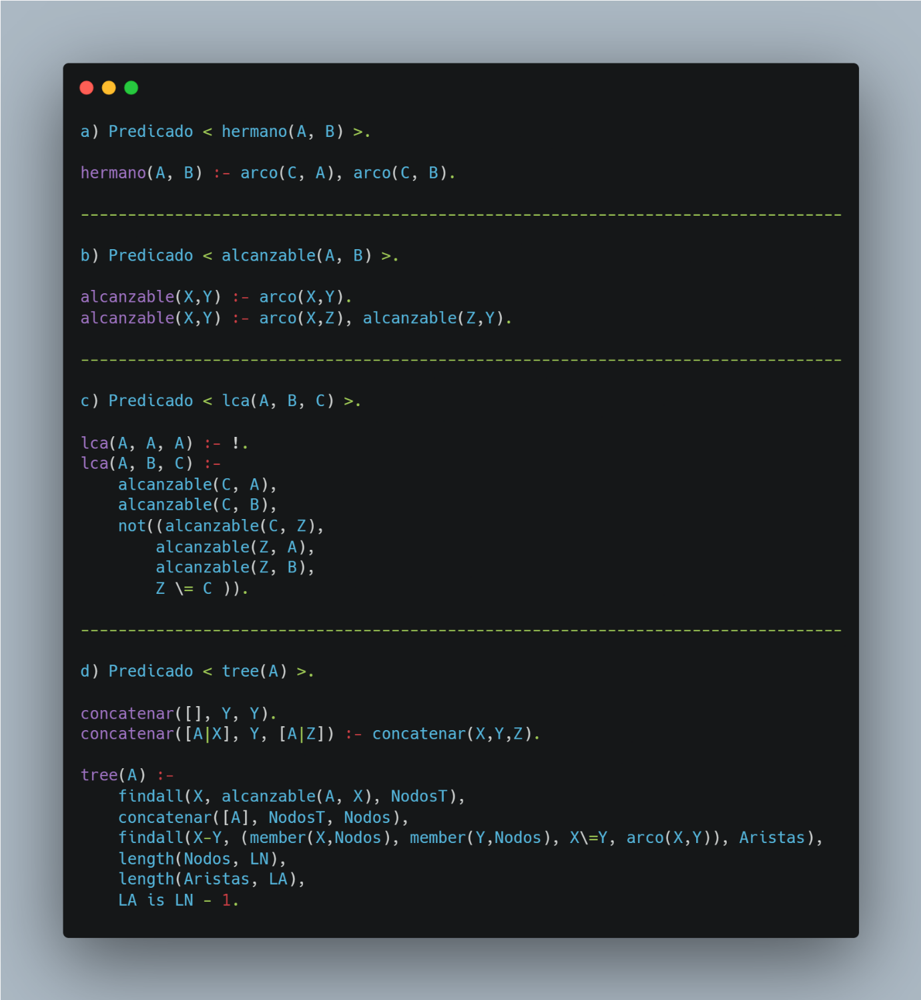 a) Predicado < hermano(A, B) >.
hermano(A, B) :- arco(C, A), arco(C, B).
---------------------------------------------------------------------------------
b) Predicado < alcanzable(A, B) >.
alcanzable(X,Y) :- arco(X,Y).
alcanzable(X,Y) :- arco(X,Z), alcanzable(Z,Y).
---------------------------------------------------------------------------------
c) Predicado < lca(A, B, C) >.
lca(A, A, A) :- !.
lca(A, B, C) :-
    alcanzable(C, A),
    alcanzable(C, B),
    not((alcanzable(C, Z),
        alcanzable(Z, A),
        alcanzable(Z, B),
        Z \= C )).
---------------------------------------------------------------------------------
d) Predicado < tree(A) >.
concatenar([], Y, Y).
concatenar([A|X], Y, [A|Z]) :- concatenar(X,Y,Z).
tree(A) :-
    findall(X, alcanzable(A, X), NodosT),
    concatenar([A], NodosT, Nodos),
    findall(X-Y, (member(X,Nodos), member(Y,Nodos), X\=Y, arco(X,Y)), Aristas),
    length(Nodos, LN),
    length(Aristas, LA),
    LA is LN - 1.